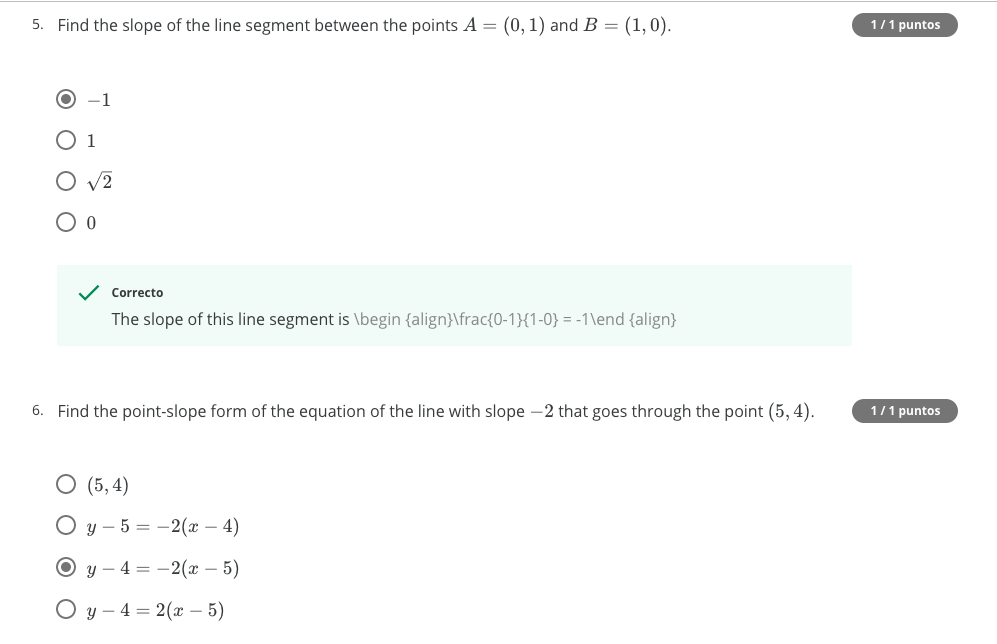 5. Find the slope of the line segment between the points A = (0, 1) and B = (1, 0).
1 / 1 puntos
−1
1
√2
0
Correcto
The slope of this line segment is \begin {align}\frac{0-1}{1-0} = -1\end {align}
6. Find the point-slope form of the equation of the line with slope −2 that goes through the point (5, 4).
1 / 1 puntos
(5, 4)
y − 5 = −2(x − 4)
y − 4 = −2(x − 5)
y − 4 = 2(x − 5)